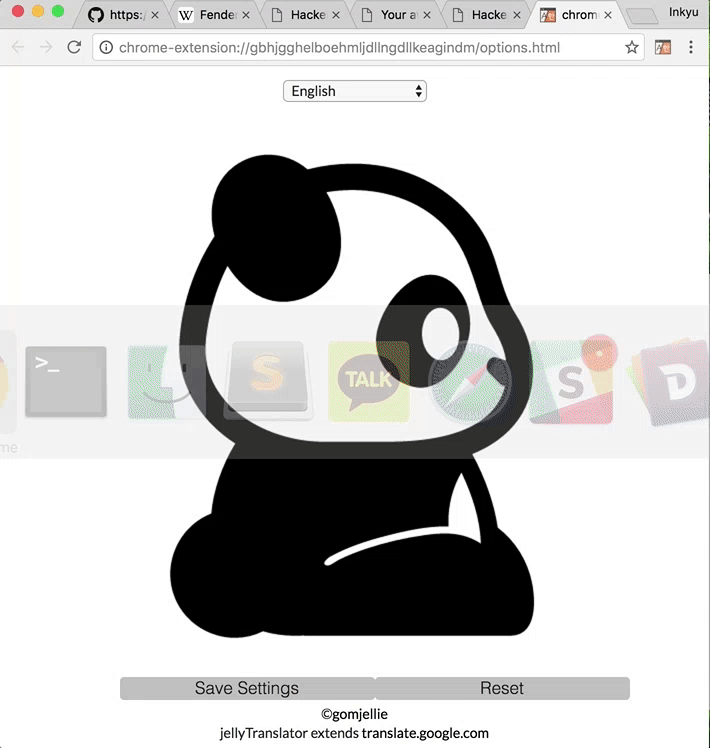 https:/
W Fender
Hacke
Your a
Hacke
chrome
Inkyu
chrome-extension://gbhjgghelboehmljdllngdllkeagindm/options.html
English
>_
S
TALK
S
me
Save Settings
Reset
©gomjellie
jellyTranslator extends translate.google.com